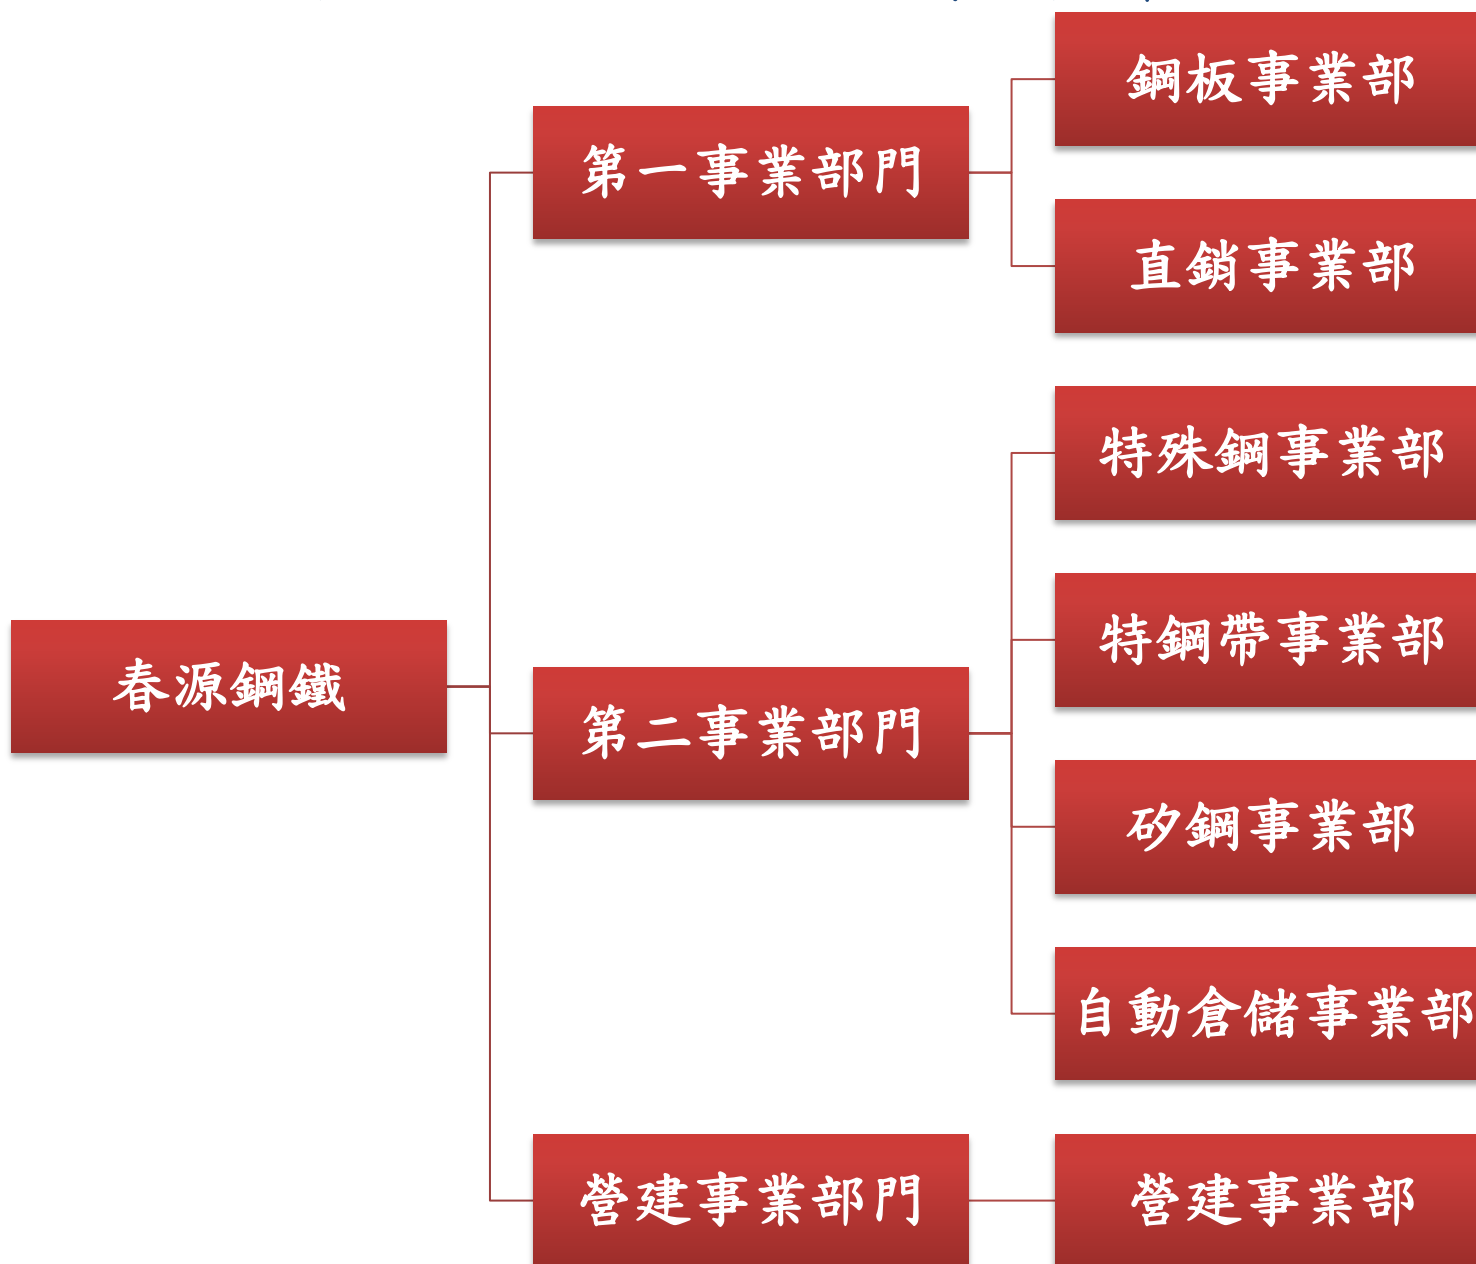 春源鋼鐵
第一事業部門
鋼板事業部
直銷事業部
第二事業部門
特殊鋼事業部
特鋼帶事業部
矽鋼事業部
自動倉儲事業部
營建事業部門
營建事業部